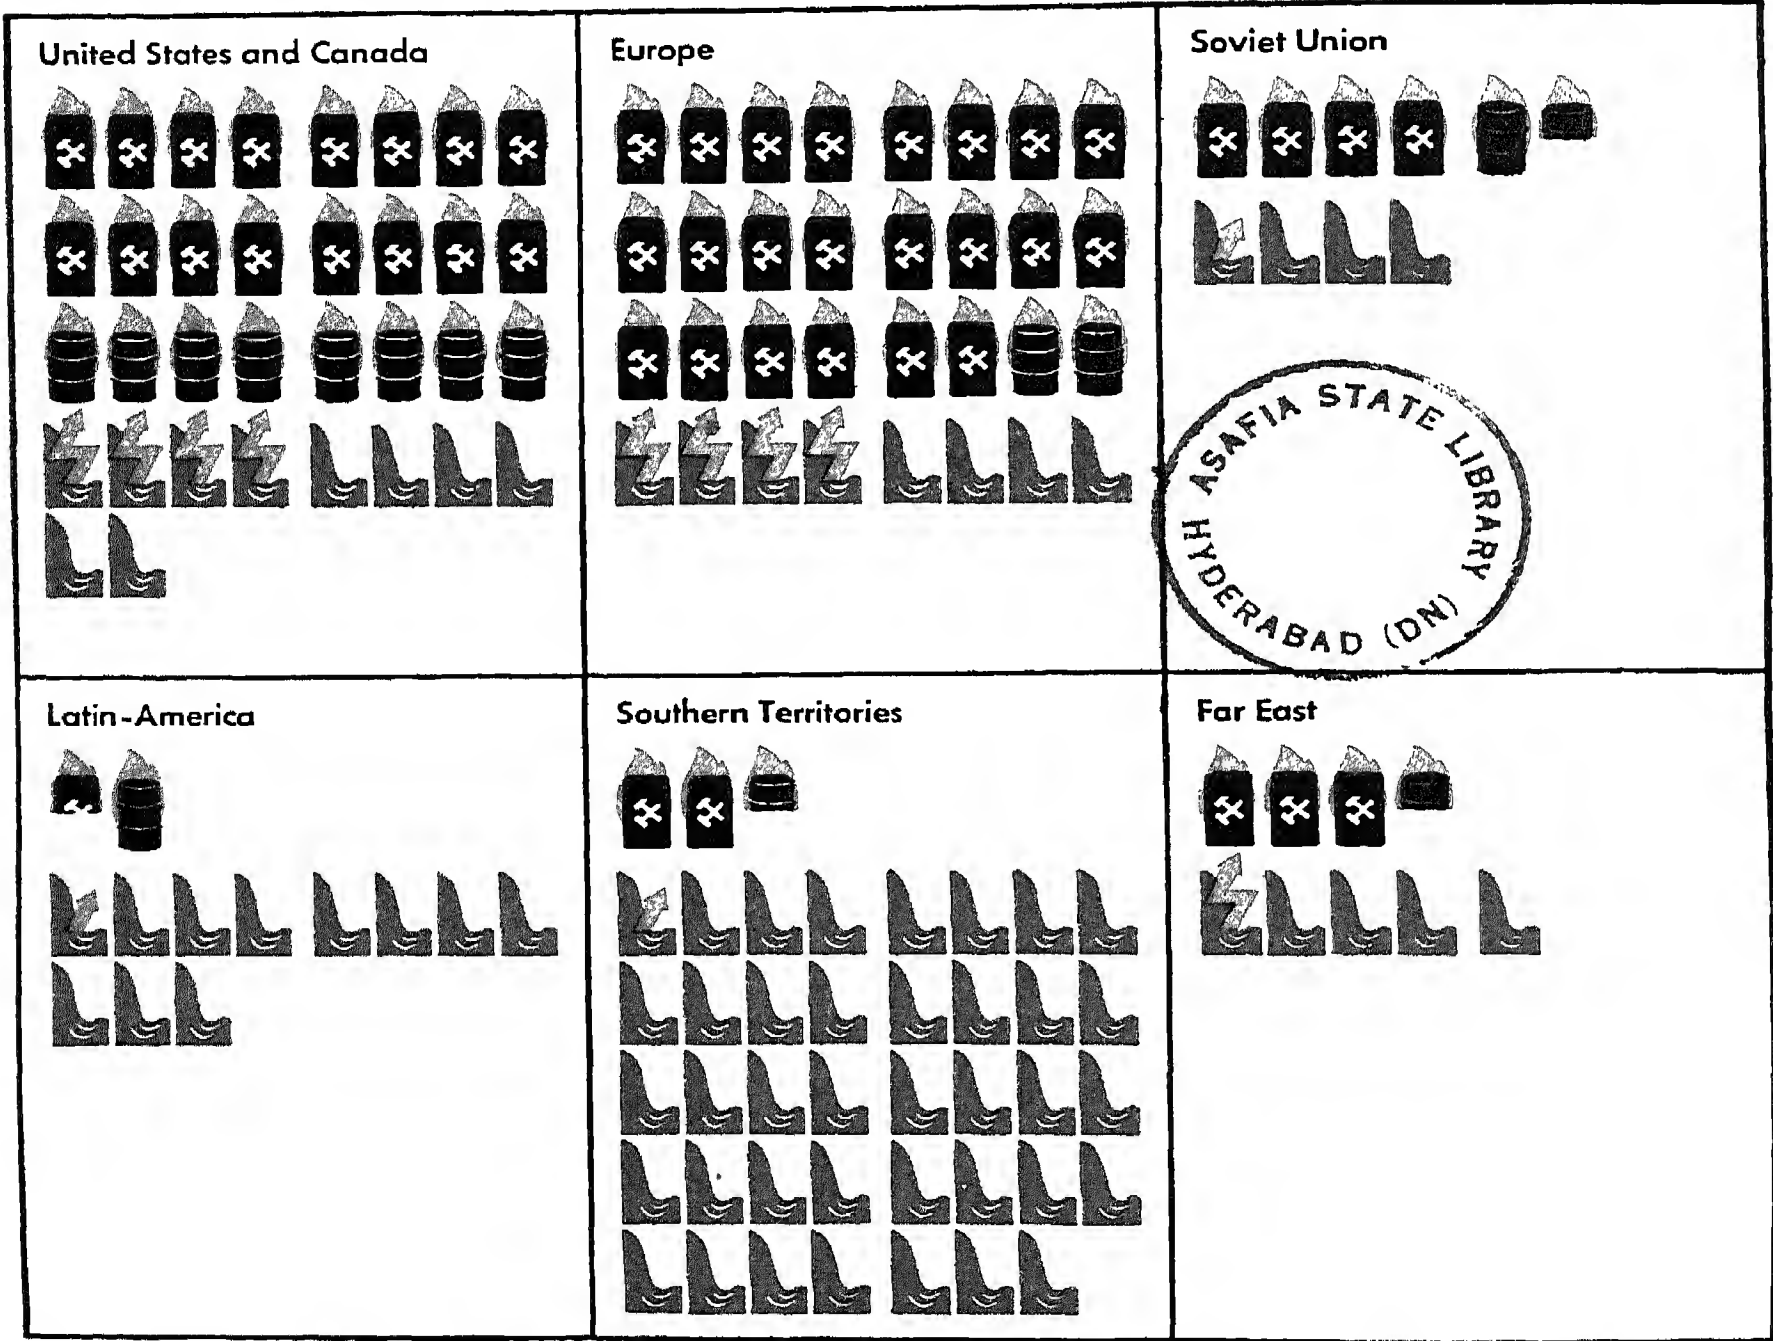 United States and Canada
Europe
Soviet Union
ASAFIA STATE LIBRARY
HYDERABAD (DN)
Latin-America
Southern Territories
Far East